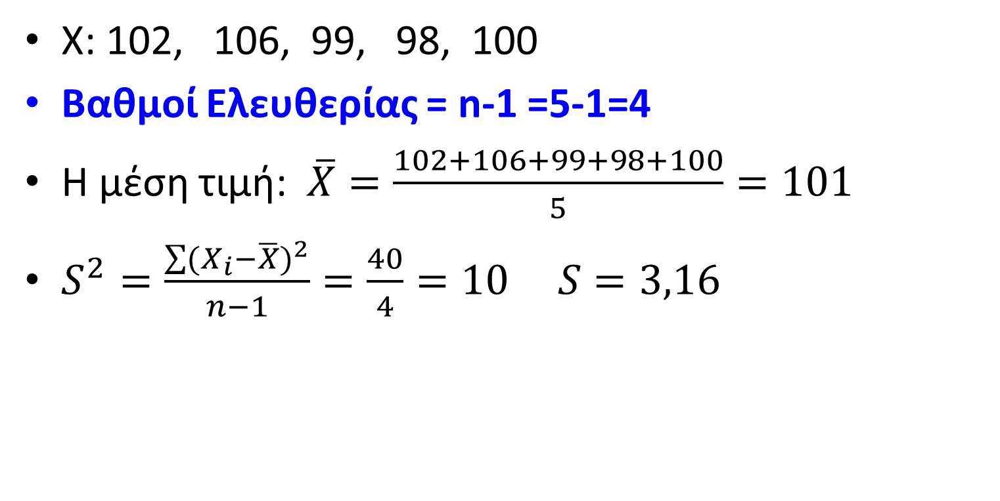 • Χ: 102, 106, 99, 98, 100
• Βαθμοί Ελευθερίας = n-1 =5-1=4
• Η μέση τιμή: X̅ = (102+106+99+98+100)/5 = 101
• S² = ∑(Xᵢ−X̅)²/(n−1) = 40/4 = 10 S = 3,16